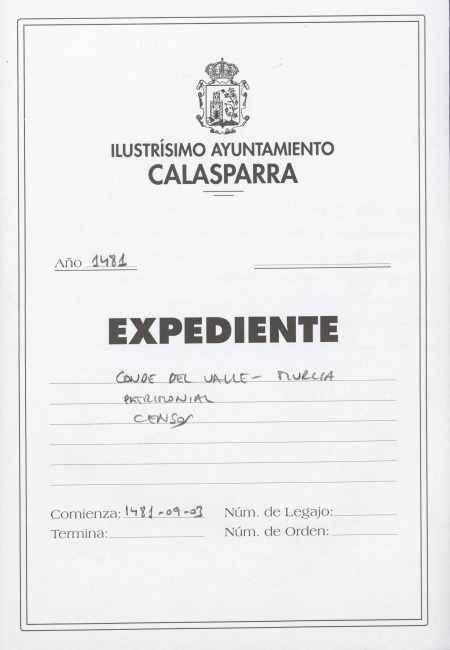 ILUSTRÍSIMO AYUNTAMIENTO
CALASPARRA
Año 1481
EXPEDIENTE
CONDE DEL VALLE - MURCIA
PATRIMONIAL
CENSOS
Comienza: 1481-09-03 Núm. de Legajo:
Termina: Núm. de Orden: